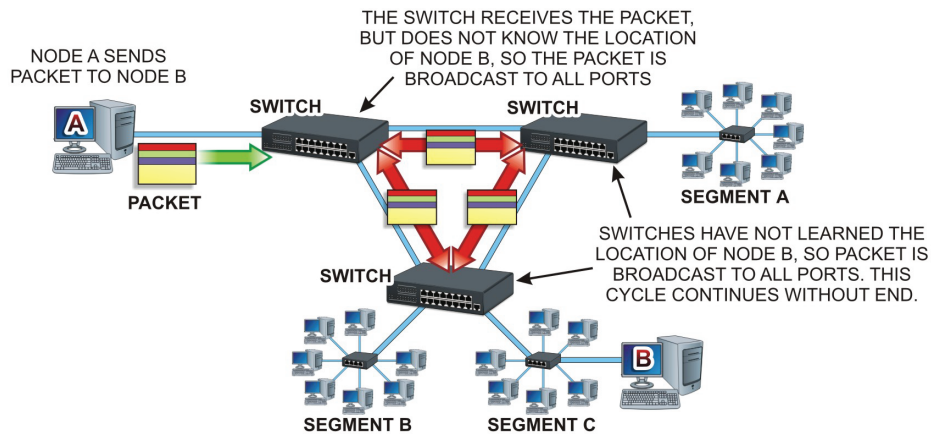 THE SWITCH RECEIVES THE PACKET,
BUT DOES NOT KNOW THE LOCATION
OF NODE B, SO THE PACKET IS
BROADCAST TO ALL PORTS
NODE A SENDS
PACKET TO NODE B
SWITCH
SWITCH
A
PACKET
SEGMENT A
SWITCHES HAVE NOT LEARNED THE
LOCATION OF NODE B, SO PACKET IS
BROADCAST TO ALL PORTS. THIS
CYCLE CONTINUES WITHOUT END.
SWITCH
B
SEGMENT B
SEGMENT C